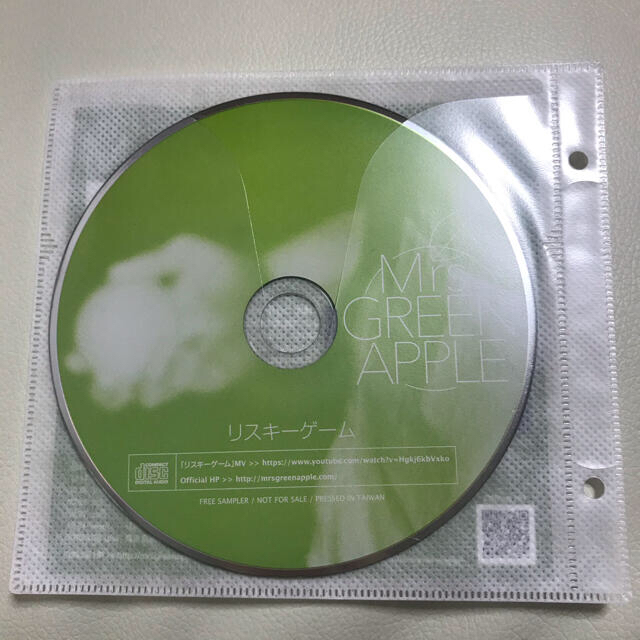 Mrs.
GREEN
APPLE
リスキーゲーム
COMPACT
disc
DIGITAL AUDIO
「リスキーゲーム」MV >> https://www.youtube.com/watch?v=Hgkj6kbVxko
Official HP >> http://mrsgreenapple.com/
FREE SAMPLER / NOT FOR SALE / PRESSED IN TAIWAN